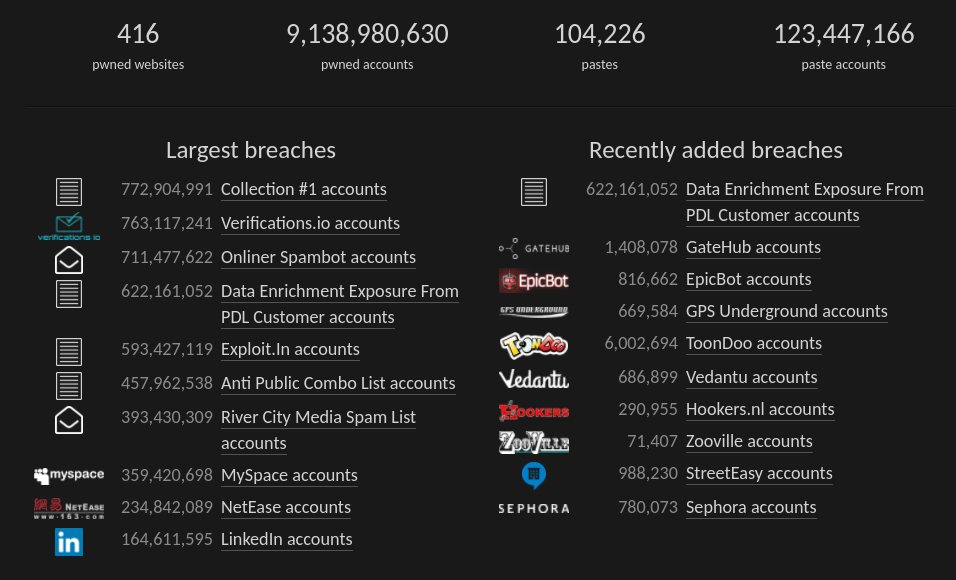 416
9,138,980,630
104,226
123,447,166
pwned websites
pwned accounts
pastes
paste accounts
Largest breaches
772,904,991 Collection #1 accounts
verifications io
763,117,241 Verifications.io accounts
711,477,622 Onliner Spambot accounts
622,161,052 Data Enrichment Exposure From
PDL Customer accounts
593,427,119 Exploit.In accounts
457,962,538 Anti Public Combo List accounts
393,430,309 River City Media Spam List
accounts
myspace
359,420,698 MySpace accounts
網易 NETEASE
www.163.com
234,842,089 NetEase accounts
in
164,611,595 LinkedIn accounts
Recently added breaches
622,161,052 Data Enrichment Exposure From
PDL Customer accounts
GATEHUB
1,408,078 GateHub accounts
EpicBot
816,662 EpicBot accounts
GPS UNDERGROUND
669,584 GPS Underground accounts
TOONDOO
6,002,694 ToonDoo accounts
Vedantu
686,899 Vedantu accounts
HOOKERS
290,955 Hookers.nl accounts
ZOOVILLE
71,407 Zooville accounts
988,230 StreetEasy accounts
SEPHORA
780,073 Sephora accounts